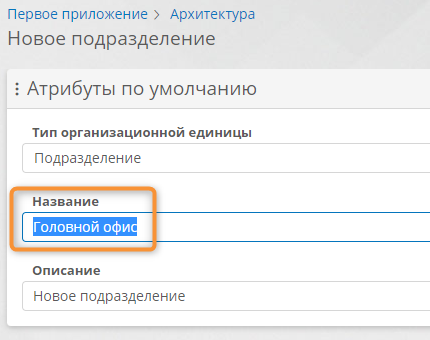 Первое приложение > Архитектура
Новое подразделение
Атрибуты по умолчанию
Тип организационной единицы
Подразделение
Название
Головной офис
Описание
Новое подразделение